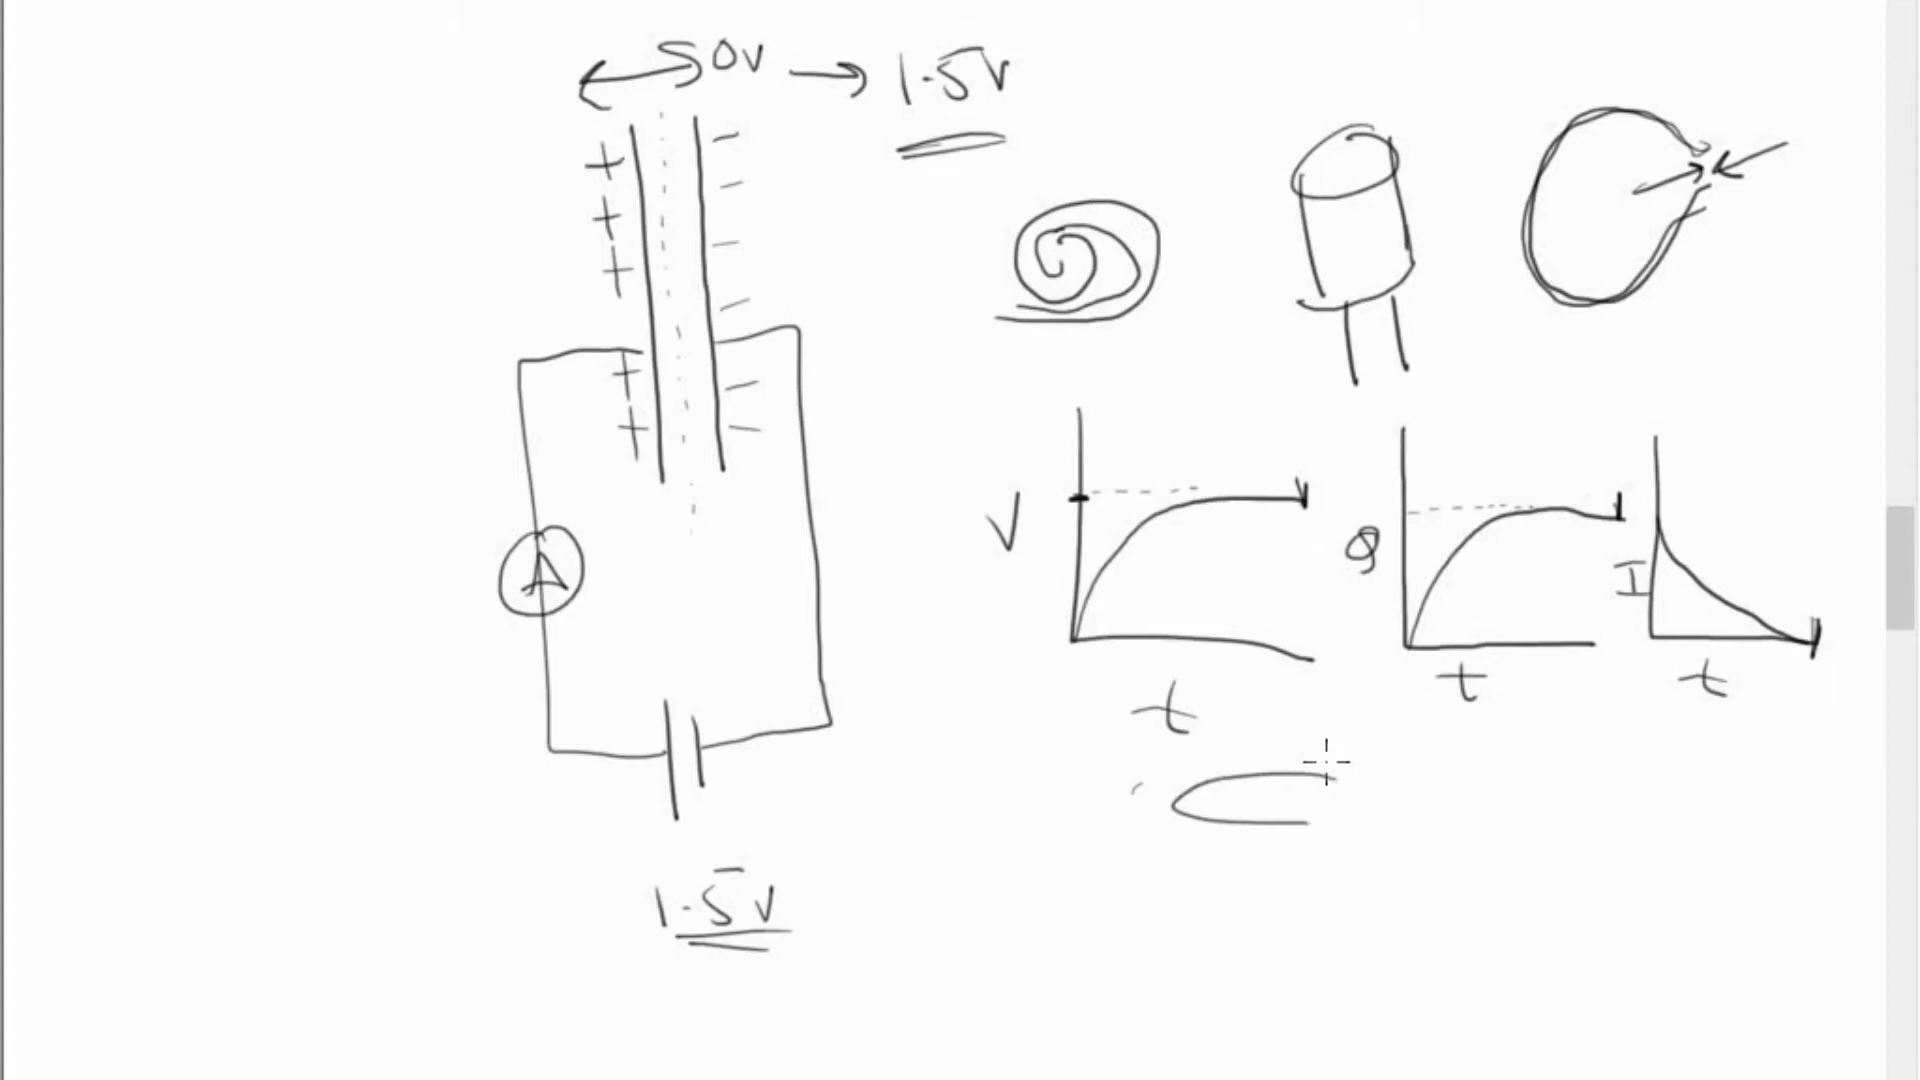 50v → 1.5V
+ -
+ -
+ -
-
+ -
+ -
A
V
t
Q
t
I
t
1.5v